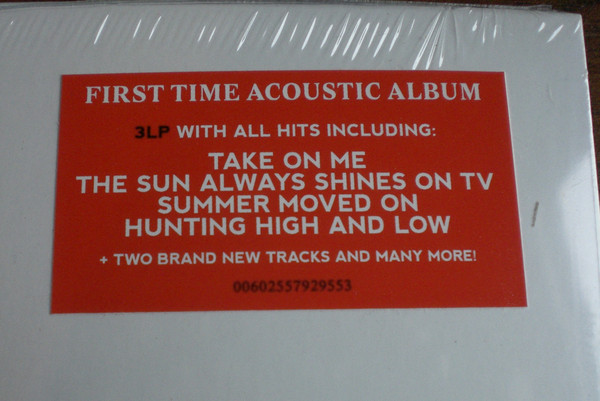 FIRST TIME ACOUSTIC ALBUM
3LP WITH ALL HITS INCLUDING:
TAKE ON ME
THE SUN ALWAYS SHINES ON TV
SUMMER MOVED ON
HUNTING HIGH AND LOW
+ TWO BRAND NEW TRACKS AND MANY MORE!
00602557929553